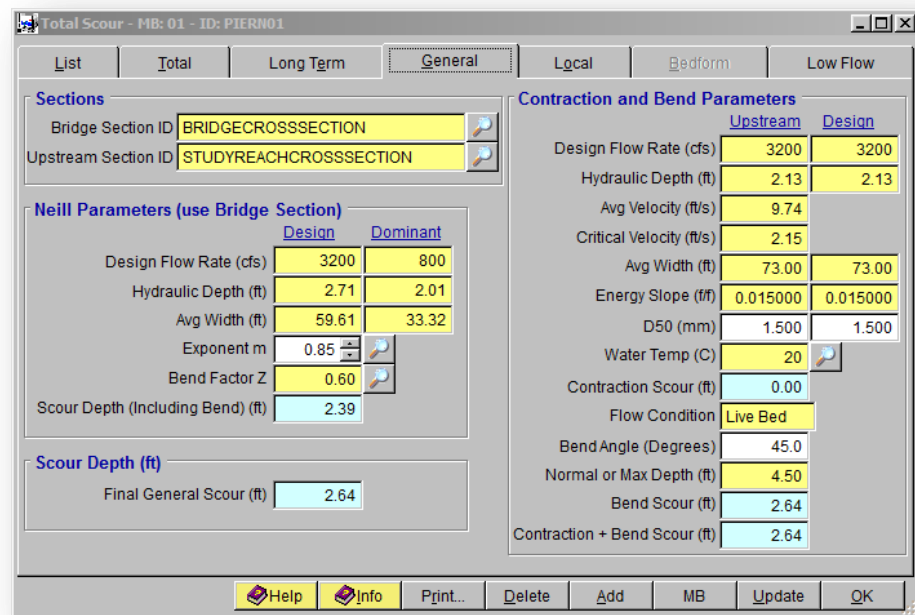 Total Scour - MB: 01 - ID: PIERN01
List Total Long Term General Local Bedform Low Flow
Sections
Bridge Section ID BRIDGECROSSSECTION
Upstream Section ID STUDYREACHCROSSSECTION
Neill Parameters (use Bridge Section)
Design Dominant
Design Flow Rate (cfs) 3200 800
Hydraulic Depth (ft) 2.71 2.01
Avg Width (ft) 59.61 33.32
Exponent m 0.85
Bend Factor Z 0.60
Scour Depth (Including Bend) (ft) 2.39
Scour Depth (ft)
Final General Scour (ft) 2.64
Contraction and Bend Parameters
Upstream Design
Design Flow Rate (cfs) 3200 3200
Hydraulic Depth (ft) 2.13 2.13
Avg Velocity (ft/s) 9.74
Critical Velocity (ft/s) 2.15
Avg Width (ft) 73.00 73.00
Energy Slope (f/f) 0.015000 0.015000
D50 (mm) 1.500 1.500
Water Temp (C) 20
Contraction Scour (ft) 0.00
Flow Condition Live Bed
Bend Angle (Degrees) 45.0
Normal or Max Depth (ft) 4.50
Bend Scour (ft) 2.64
Contraction + Bend Scour (ft) 2.64
Help Info Print... Delete Add MB Update OK